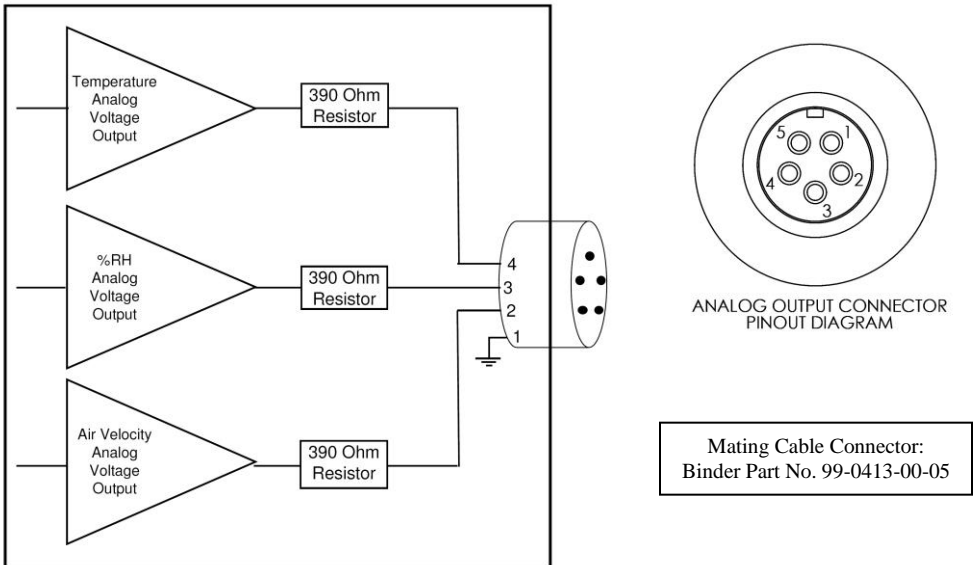 Temperature
Analog
Voltage
Output
390 Ohm
Resistor
%RH
Analog
Voltage
Output
390 Ohm
Resistor
Air Velocity
Analog
Voltage
Output
390 Ohm
Resistor
4
3
2
1
5
1
4
2
3
ANALOG OUTPUT CONNECTOR
PINOUT DIAGRAM
Mating Cable Connector:
Binder Part No. 99-0413-00-05